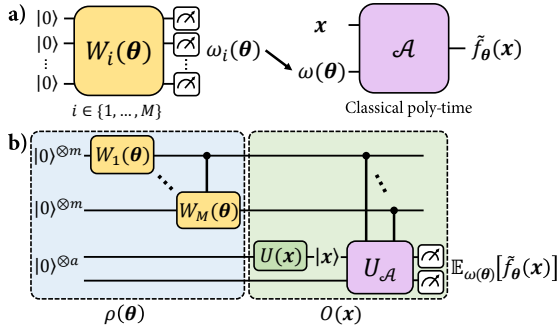 a)
|0⟩
|0⟩
⋮
|0⟩
W_i(θ)
i ∈ {1, …, M}
ω_i(θ)
x
ω(θ)
𝒜
f̃_θ(x)
Classical poly-time
b)
|0⟩^⊗m
W_1(θ)
|0⟩^⊗m
W_M(θ)
|0⟩^⊗a
U(x)
|x⟩
U_𝒜
𝔼_ω(θ)[f̃_θ(x)]
ρ(θ)
O(x)